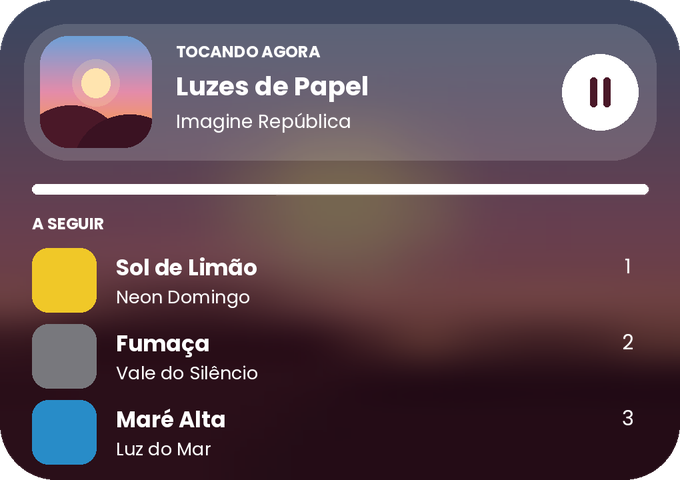 TOCANDO AGORA
Luzes de Papel
Imagine República
A SEGUIR
Sol de Limão
Neon Domingo
1
Fumaça
Vale do Silêncio
2
Maré Alta
Luz do Mar
3